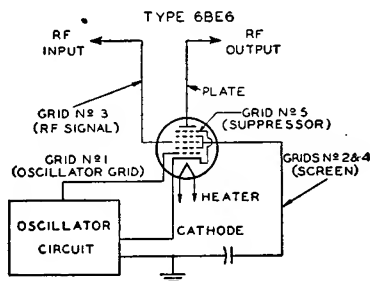 TYPE 6BE6
RF
INPUT
RF
OUTPUT
PLATE
GRID Nº 3
(RF SIGNAL)
GRID Nº 5
(SUPPRESSOR)
GRID Nº 1
(OSCILLATOR GRID)
GRIDS Nº 2&4
(SCREEN)
HEATER
OSCILLATOR
CIRCUIT
CATHODE